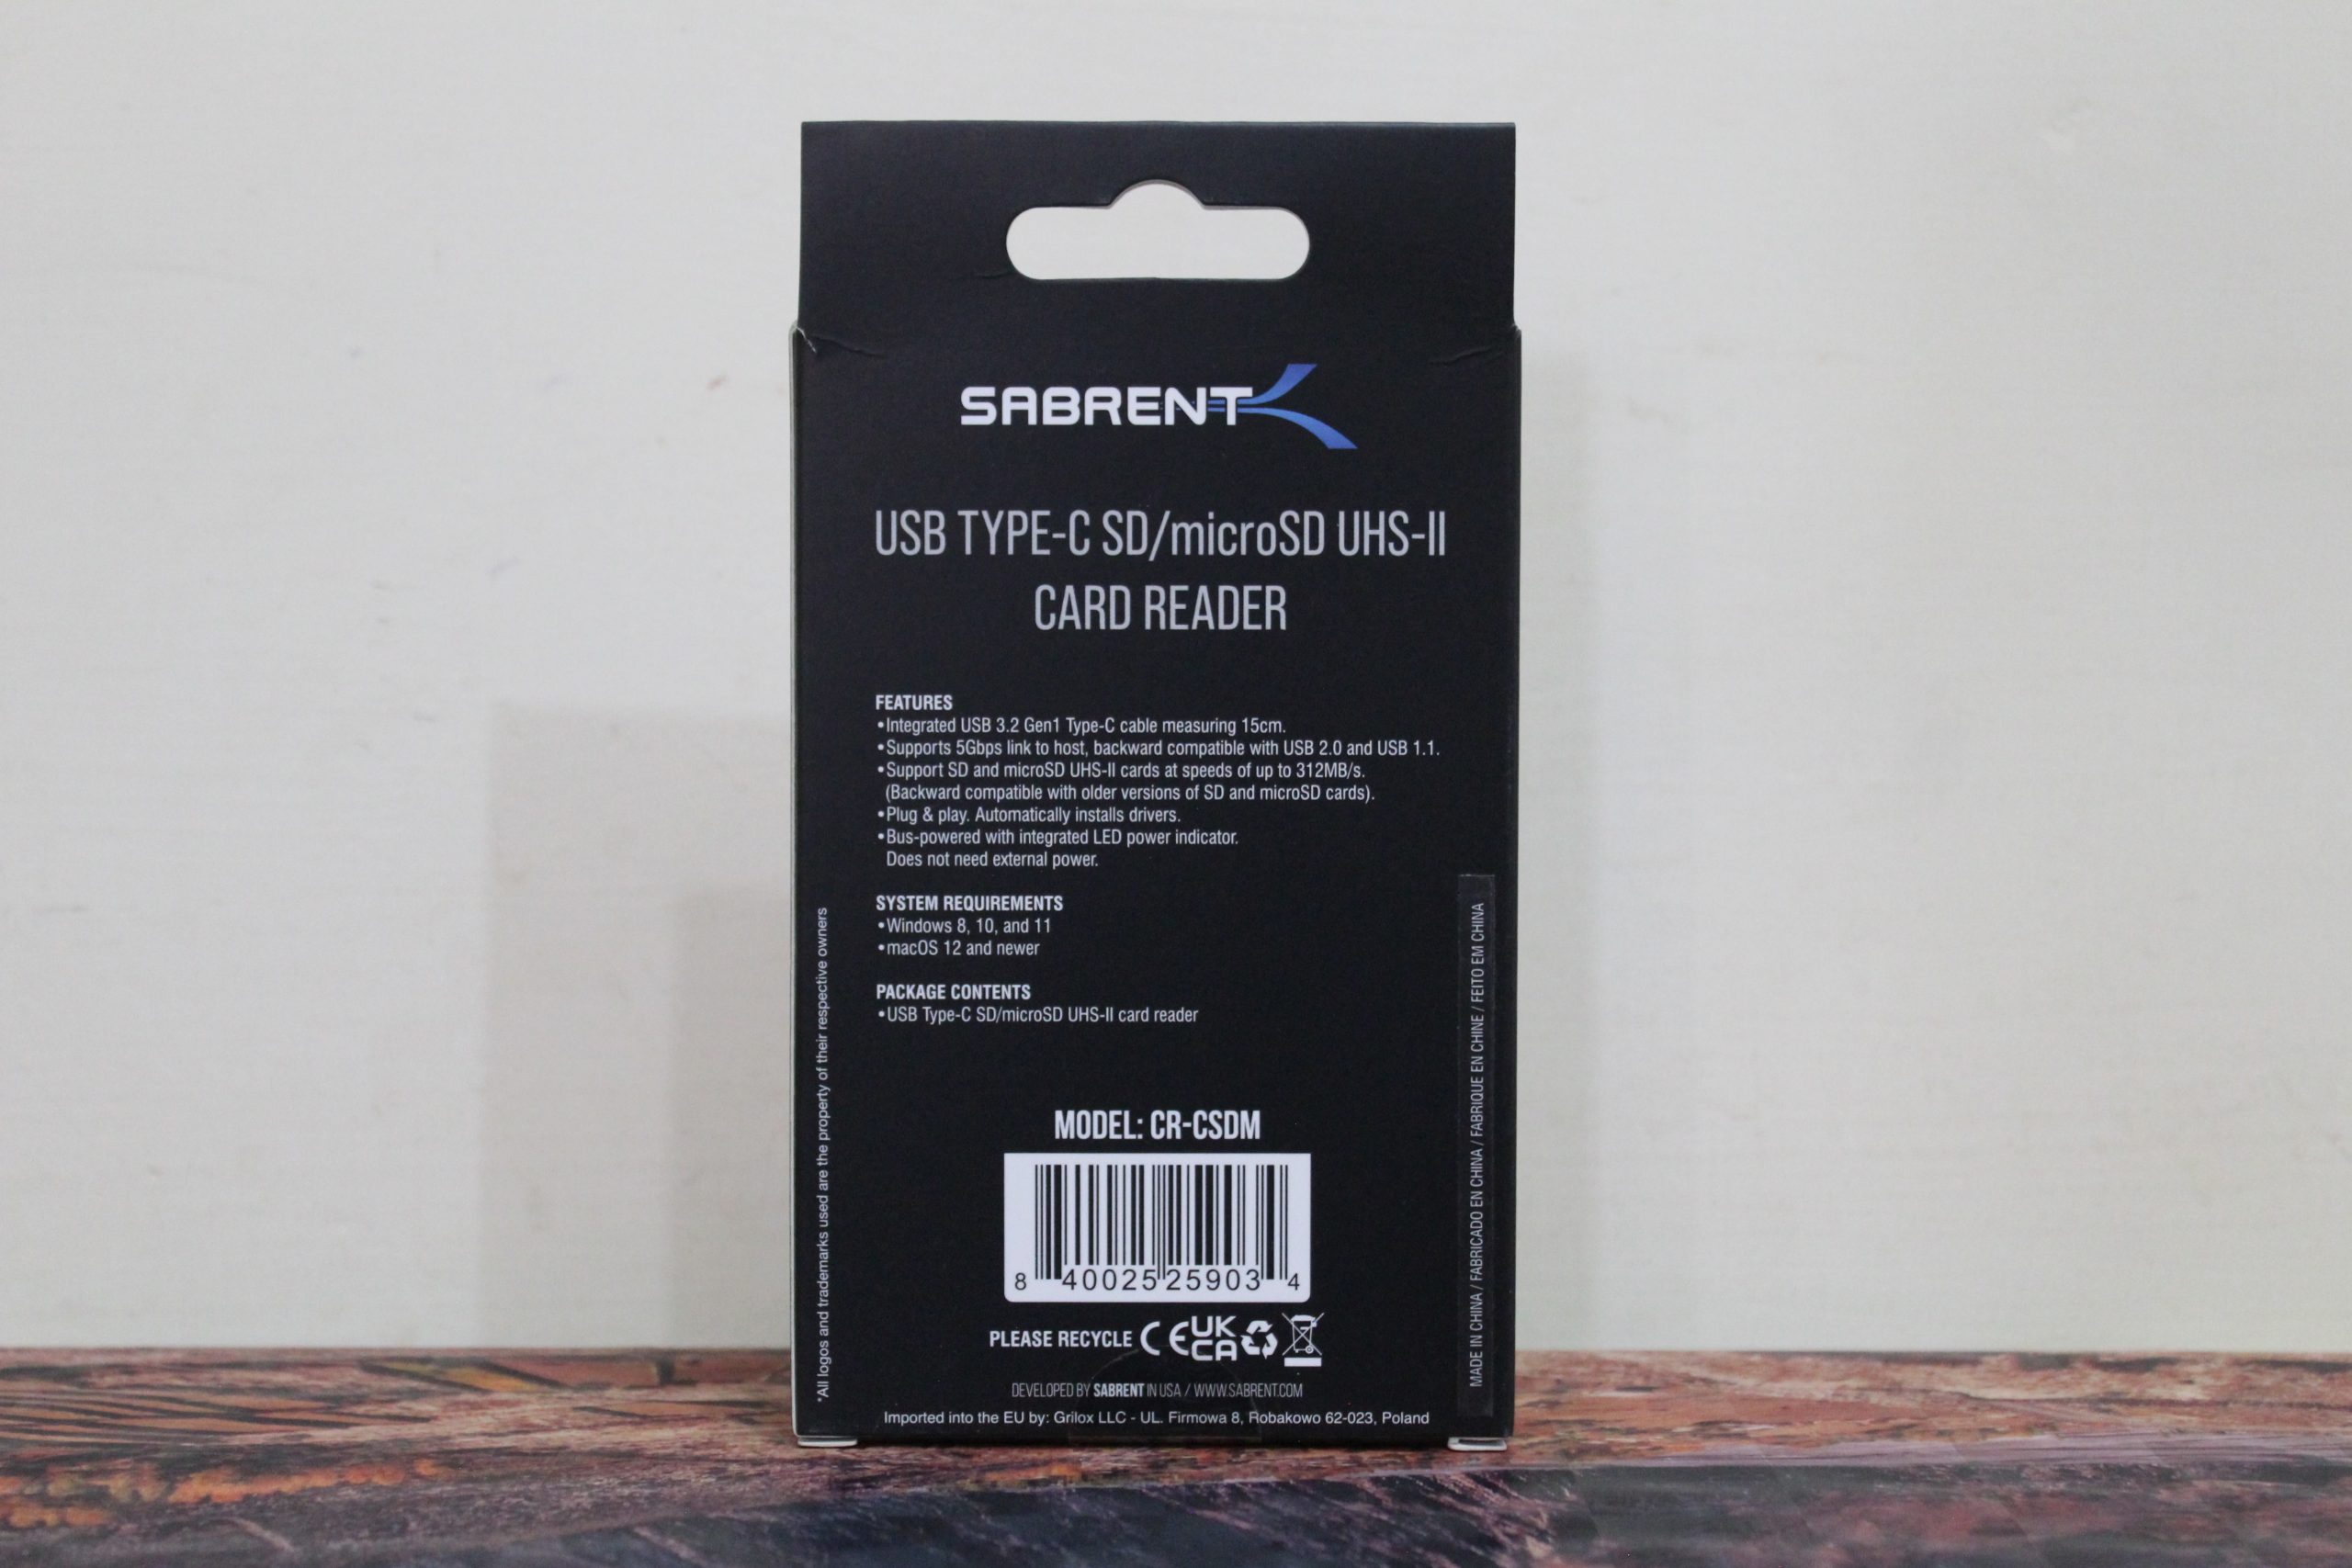 SABRENT
USB TYPE-C SD/microSD UHS-II
CARD READER
FEATURES
•Integrated USB 3.2 Gen1 Type-C cable measuring 15cm.
•Supports 5Gbps link to host, backward compatible with USB 2.0 and USB 1.1.
•Support SD and microSD UHS-II cards at speeds of up to 312MB/s.
(Backward compatible with older versions of SD and microSD cards).
•Plug & play. Automatically installs drivers.
•Bus-powered with integrated LED power indicator.
Does not need external power.
SYSTEM REQUIREMENTS
•Windows 8, 10, and 11
•macOS 12 and newer
PACKAGE CONTENTS
•USB Type-C SD/microSD UHS-II card reader
MODEL: CR-CSDM
8 40025 25903 4
PLEASE RECYCLE CE UK
CA
DEVELOPED BY SABRENT IN USA / WWW.SABRENT.COM
Imported into the EU by: Grilox LLC - UL. Firmowa 8, Robakowo 62-023, Poland
*All logos and trademarks used are the property of their respective owners
MADE IN CHINA / FABRICADO EN CHINA / FABRIQUE EN CHINE / FEITO EM CHINA